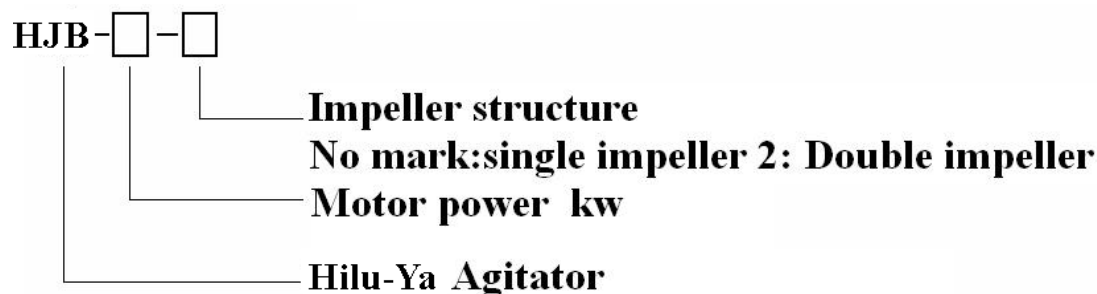 HJB-□-□
Impeller structure
No mark:single impeller 2: Double impeller
Motor power kw
Hilu-Ya Agitator